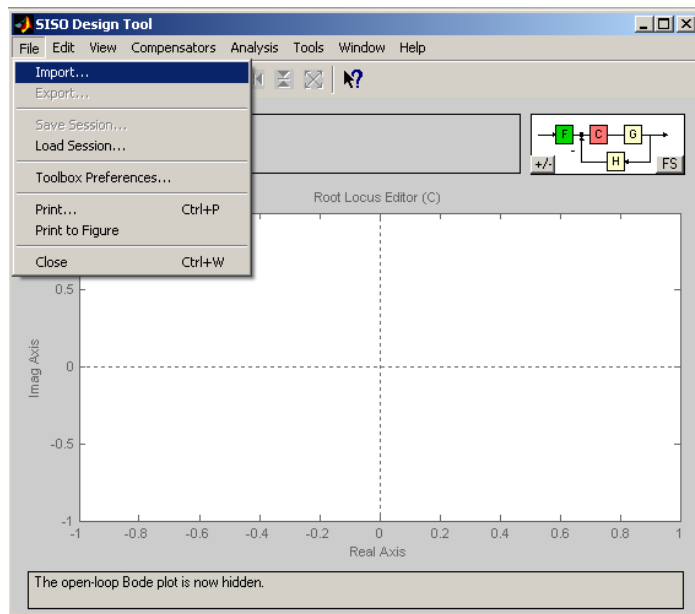 SISO Design Tool
File Edit View Compensators Analysis Tools Window Help
Import...
Export...
Save Session...
Load Session...
Toolbox Preferences...
Print... Ctrl+P
Print to Figure
Close Ctrl+W
F C G
+/- H FS
Root Locus Editor (C)
0.5
0
-0.5
-1
Imag Axis
-1 -0.8 -0.6 -0.4 -0.2 0 0.2 0.4 0.6 0.8 1
Real Axis
The open-loop Bode plot is now hidden.